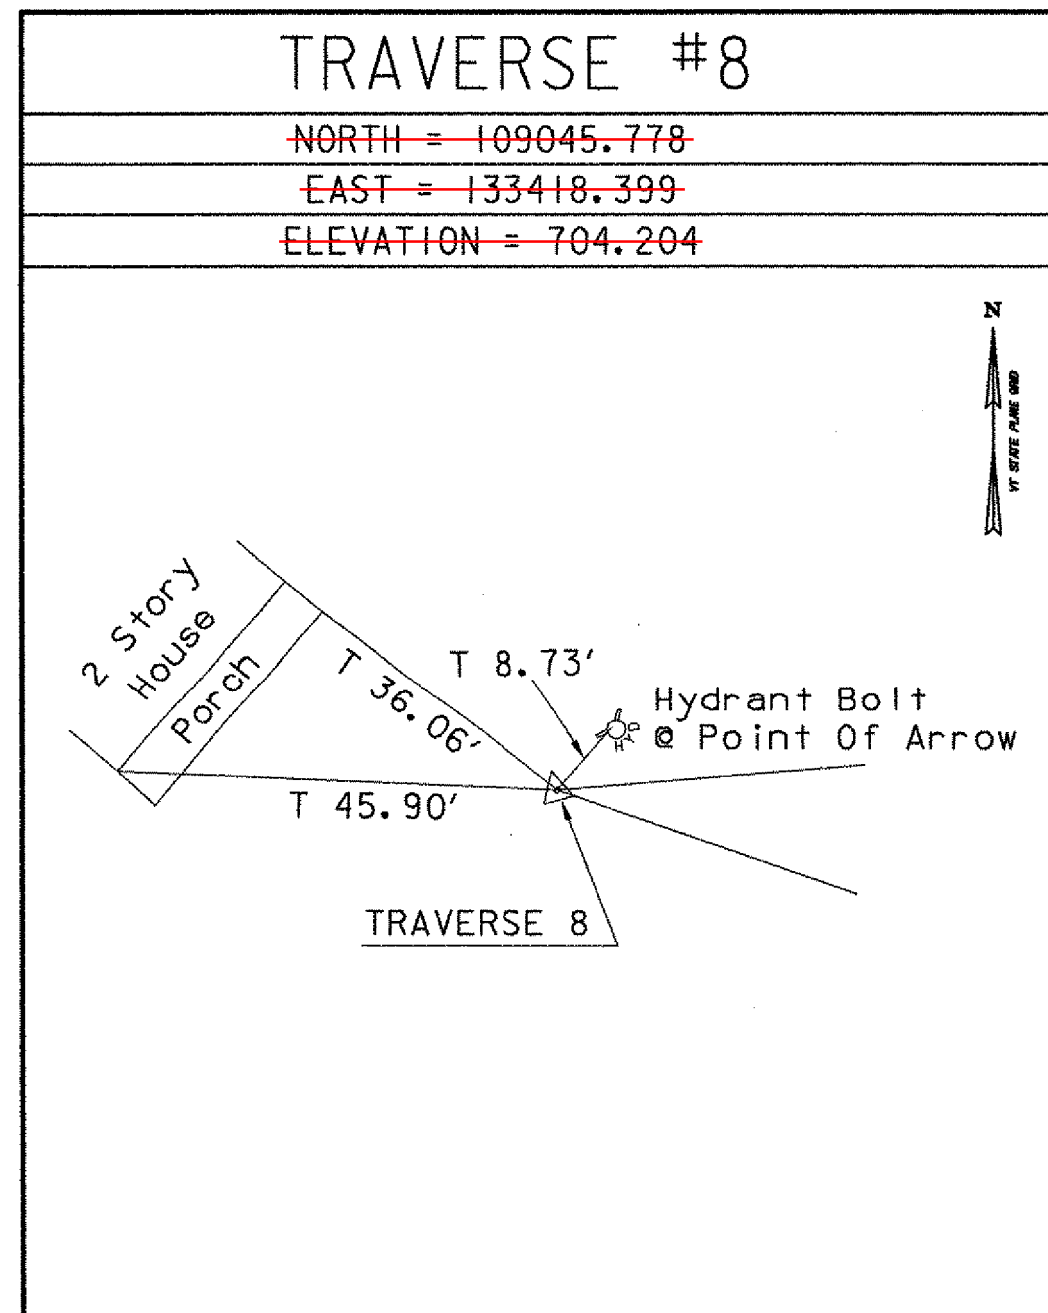 TRAVERSE #8
NORTH = 109045.778
EAST = 133418.399
ELEVATION = 704.204
N
VT STATE PLANE GRID
2 Story
House
Porch
T 36.06'
T 8.73'
Hydrant Bolt
@ Point Of Arrow
H
T 45.90'
TRAVERSE 8